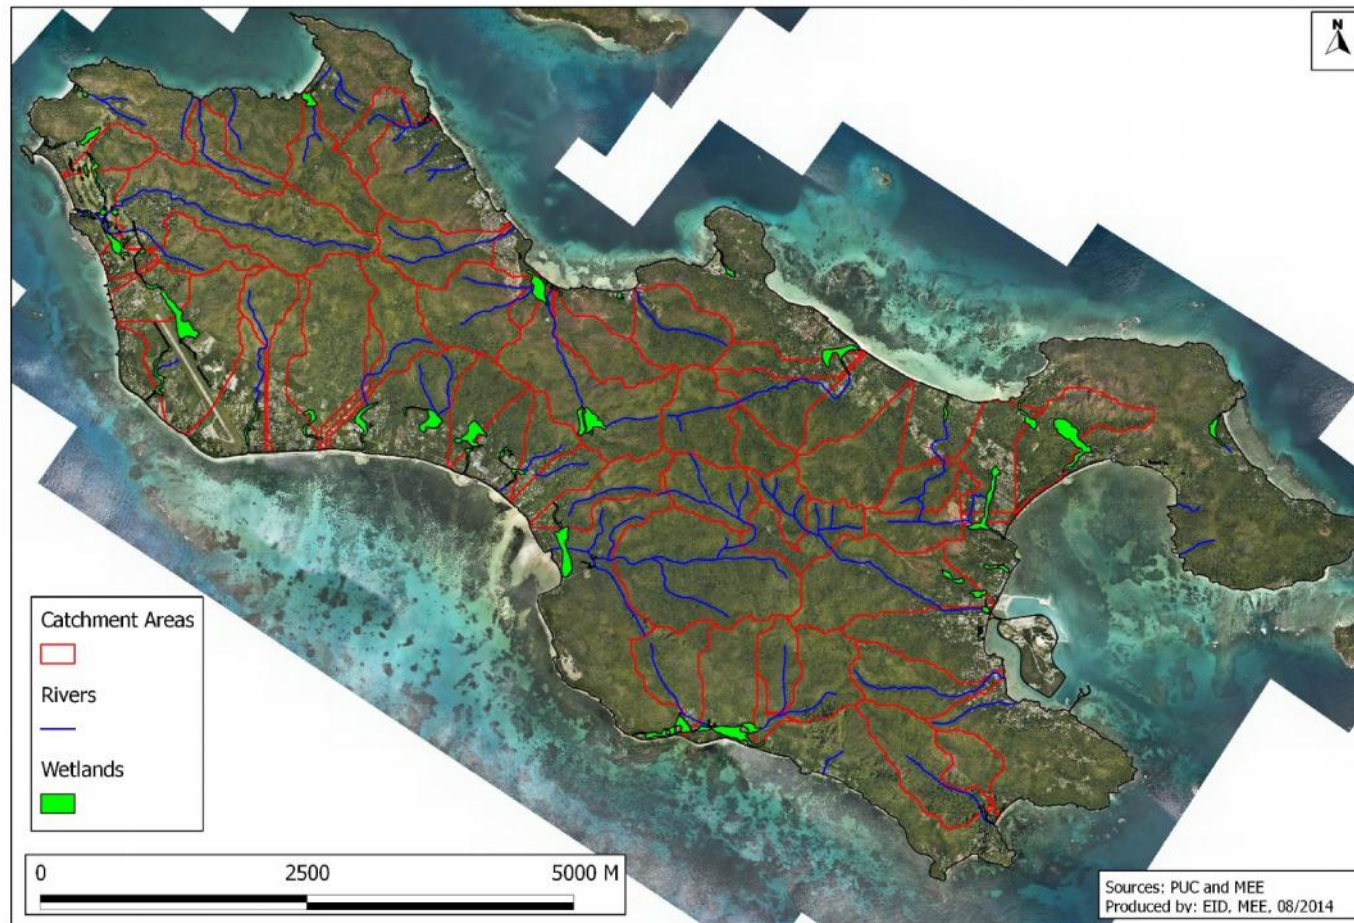 N
Catchment Areas
Rivers
Wetlands
0 2500 5000 M
Sources: PUC and MEE
Produced by: EID, MEE, 08/2014